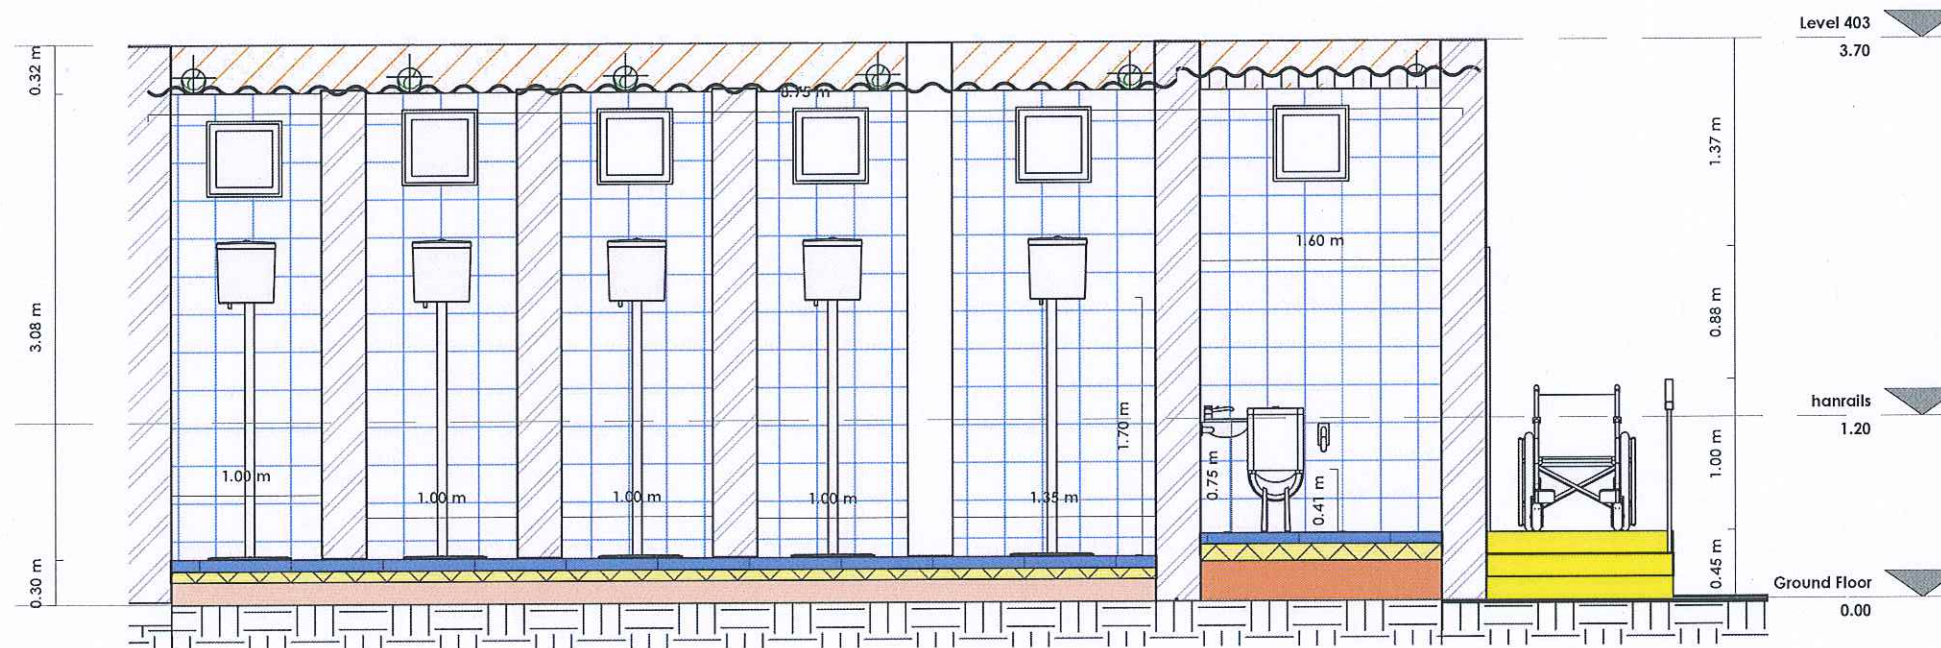 Level 403
3.70
0.32 m
1.37 m
1.60 m
3.08 m
0.88 m
hanrails
1.20
1.70 m
1.00 m
0.75 m
1.00 m
1.00 m
1.00 m
1.00 m
1.35 m
0.41 m
0.30 m
0.45 m
Ground Floor
0.00